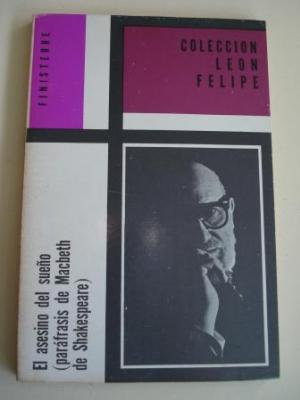 FINISTERRE
COLECCION
LEON
FELIPE
El asesino del sueño
(paráfrasis de Macbeth
de Shakespeare)